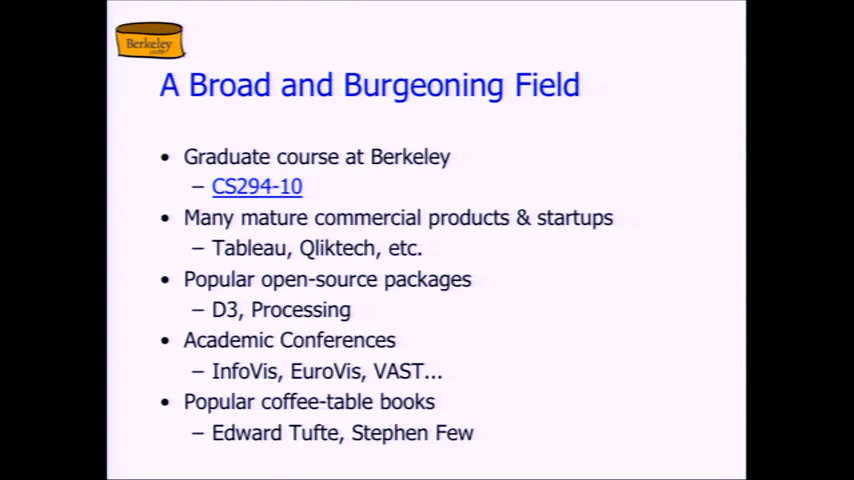 Berkeley
A Broad and Burgeoning Field
• Graduate course at Berkeley
– CS294-10
• Many mature commercial products & startups
– Tableau, Qliktech, etc.
• Popular open-source packages
– D3, Processing
• Academic Conferences
– InfoVis, EuroVis, VAST...
• Popular coffee-table books
– Edward Tufte, Stephen Few